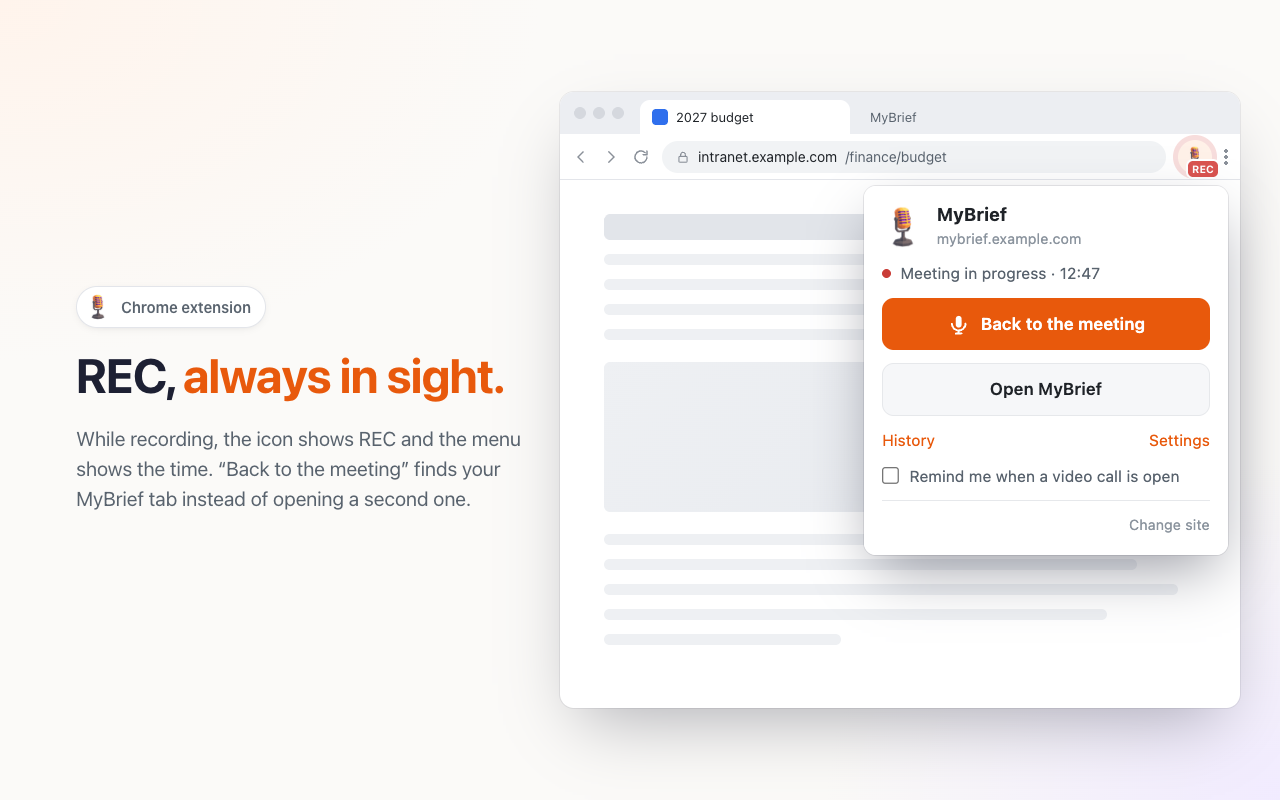 Chrome extension
REC, always in sight.
While recording, the icon shows REC and the menu
shows the time. “Back to the meeting” finds your
MyBrief tab instead of opening a second one.
2027 budget
MyBrief
intranet.example.com /finance/budget
REC
MyBrief
mybrief.example.com
Meeting in progress · 12:47
Back to the meeting
Open MyBrief
History
Settings
Remind me when a video call is open
Change site